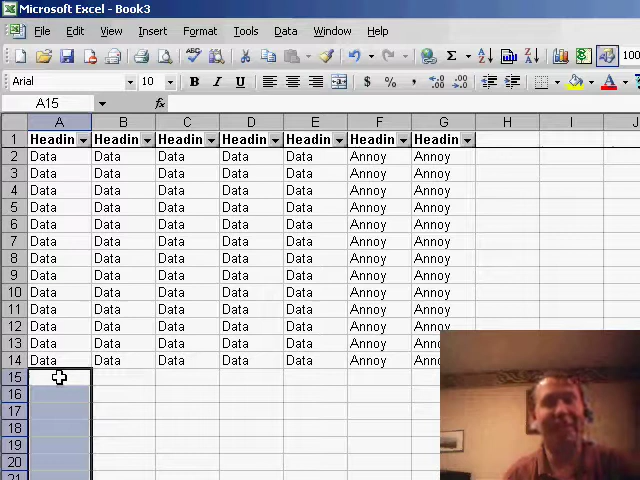 Microsoft Excel - Book3
File Edit View Insert Format Tools Data Window Help
Σ 100
Arial 10 B I U $ % , A
A15 fx
A B C D E F G H I J
1 Headin Headin Headin Headin Headin Headin Headin
2 Data Data Data Data Data Annoy Annoy
3 Data Data Data Data Data Annoy Annoy
4 Data Data Data Data Data Annoy Annoy
5 Data Data Data Data Data Annoy Annoy
6 Data Data Data Data Data Annoy Annoy
7 Data Data Data Data Data Annoy Annoy
8 Data Data Data Data Data Annoy Annoy
9 Data Data Data Data Data Annoy Annoy
10 Data Data Data Data Data Annoy Annoy
11 Data Data Data Data Data Annoy Annoy
12 Data Data Data Data Data Annoy Annoy
13 Data Data Data Data Data Annoy
14 Data Data Data Data Data Annoy
15
16
17
18
19
20
21